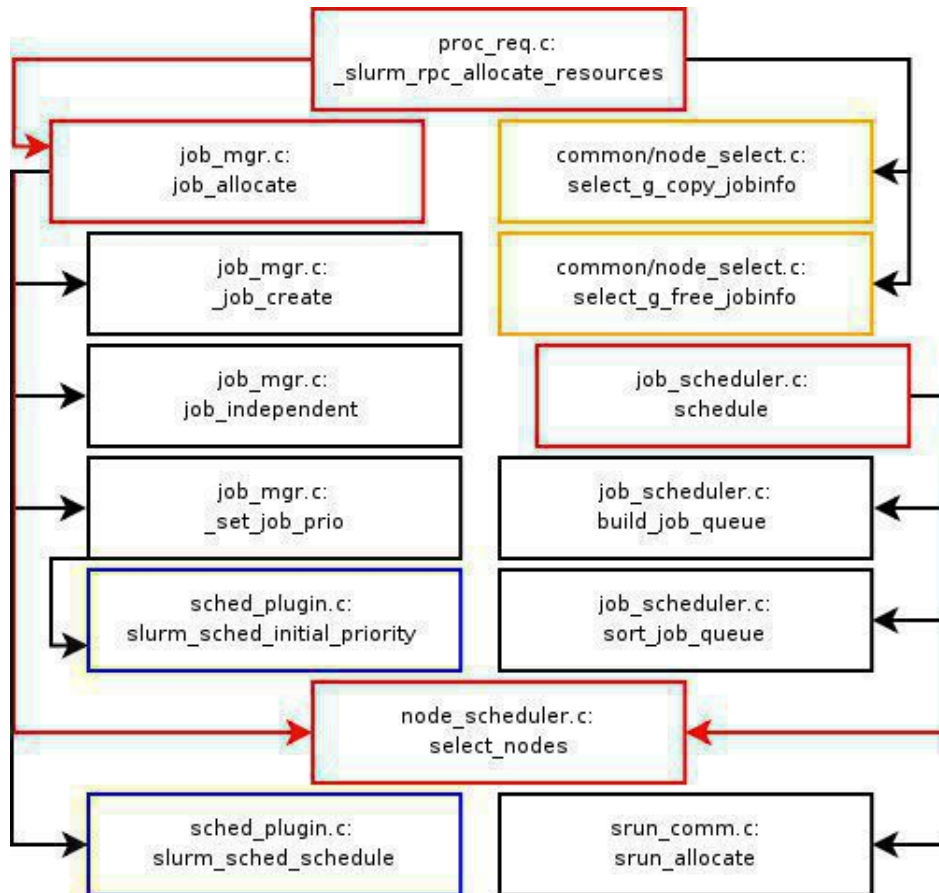 proc_req.c:
_slurm_rpc_allocate_resources
job_mgr.c:
job_allocate
common/node_select.c:
select_g_copy_jobinfo
job_mgr.c:
_job_create
common/node_select.c:
select_g_free_jobinfo
job_mgr.c:
job_independent
job_scheduler.c:
schedule
job_mgr.c:
_set_job_prio
job_scheduler.c:
build_job_queue
sched_plugin.c:
slurm_sched_initial_priority
job_scheduler.c:
sort_job_queue
node_scheduler.c:
select_nodes
sched_plugin.c:
slurm_sched_schedule
srun_comm.c:
srun_allocate